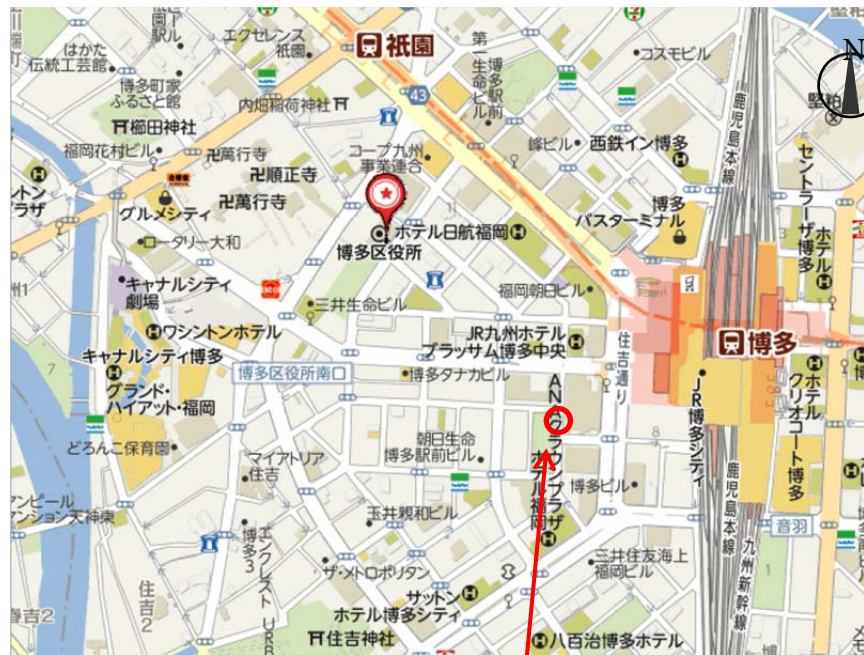 祇園
エクセレンス
祇園
はかた
伝統工芸館
博多町家
ふるさと館
内畑稲荷神社
櫛田神社
福岡花村ビル
卍萬行寺
卍順正寺
卍萬行寺
コープ九州
事業連合
第一生命ビル
博多駅前
43
コスモビル
峰ビル
西鉄イン博多
鹿児島本線
堅粕
N
グルメシティ
ロータリー大和
ホテル日航福岡
博多区役所
博多
バスターミナル
セントラーザ博多
ホテル
キャナルシティ
劇場
三井生命ビル
福岡朝日ビル
住吉通り
ワシントンホテル
JR九州ホテル
ブラッサム博多中央
博多
キャナルシティ博多
博多区役所南口
博多タナカビル
グランド・
ハイアット・福岡
ANAクラウンプラザ
ホテル福岡
JR博多シティ
ホテル
クリオコート博多
7
8
どろんこ保育園
マイアトリア
住吉
朝日生命
博多駅前ビル
博多ビル
鹿児島本線
九州新幹線
音羽
玉井親和ビル
博多3
エンクレスト
ザ・メトロポリタン
三井住友海上
福岡ビル
1
住吉
春吉2
サットン
ホテル博多シティ
住吉神社
八百治博多ホテル